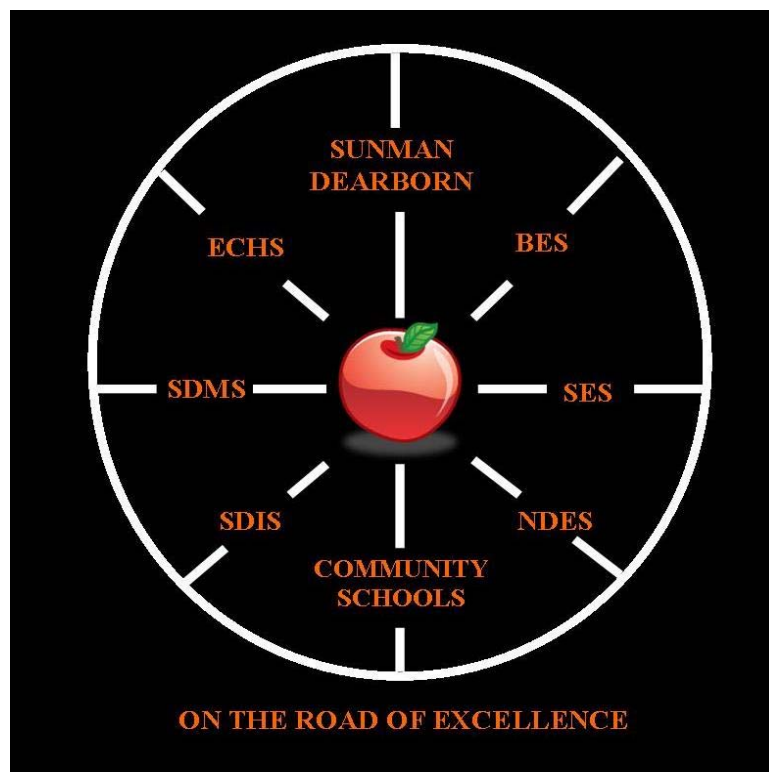 SUNMAN
DEARBORN
ECHS
BES
SDMS
SES
SDIS
NDES
COMMUNITY
SCHOOLS
ON THE ROAD OF EXCELLENCE